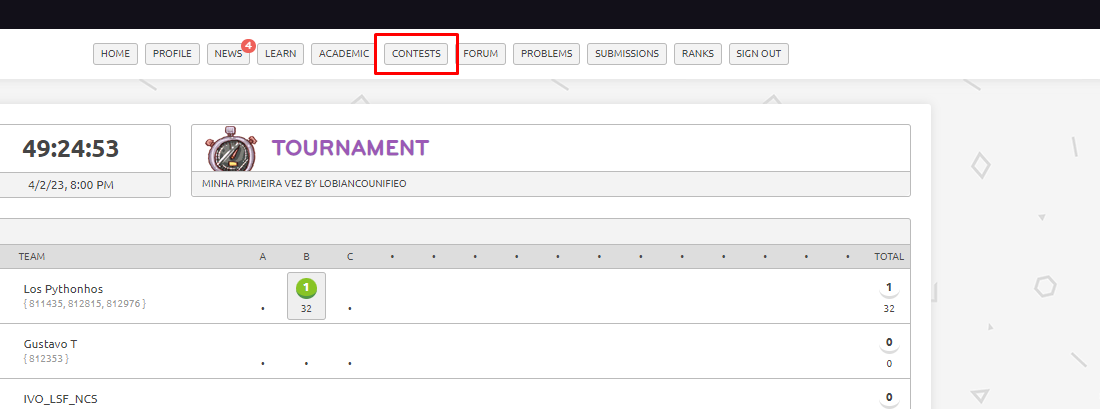 HOME PROFILE NEWS 4 LEARN ACADEMIC CONTESTS FORUM PROBLEMS SUBMISSIONS RANKS SIGN OUT
49:24:53
4/2/23, 8:00 PM
TOURNAMENT
MINHA PRIMEIRA VEZ BY LOBIANCOUNIFIEO
TEAM A B C • • • • • • • • • • • • TOTAL
Los Pythonhos 1 1
{ 811435, 812815, 812976 } • 32 • 32
Gustavo T 0
{ 812353 } • • • 0
IVO_LSF_NCS 0